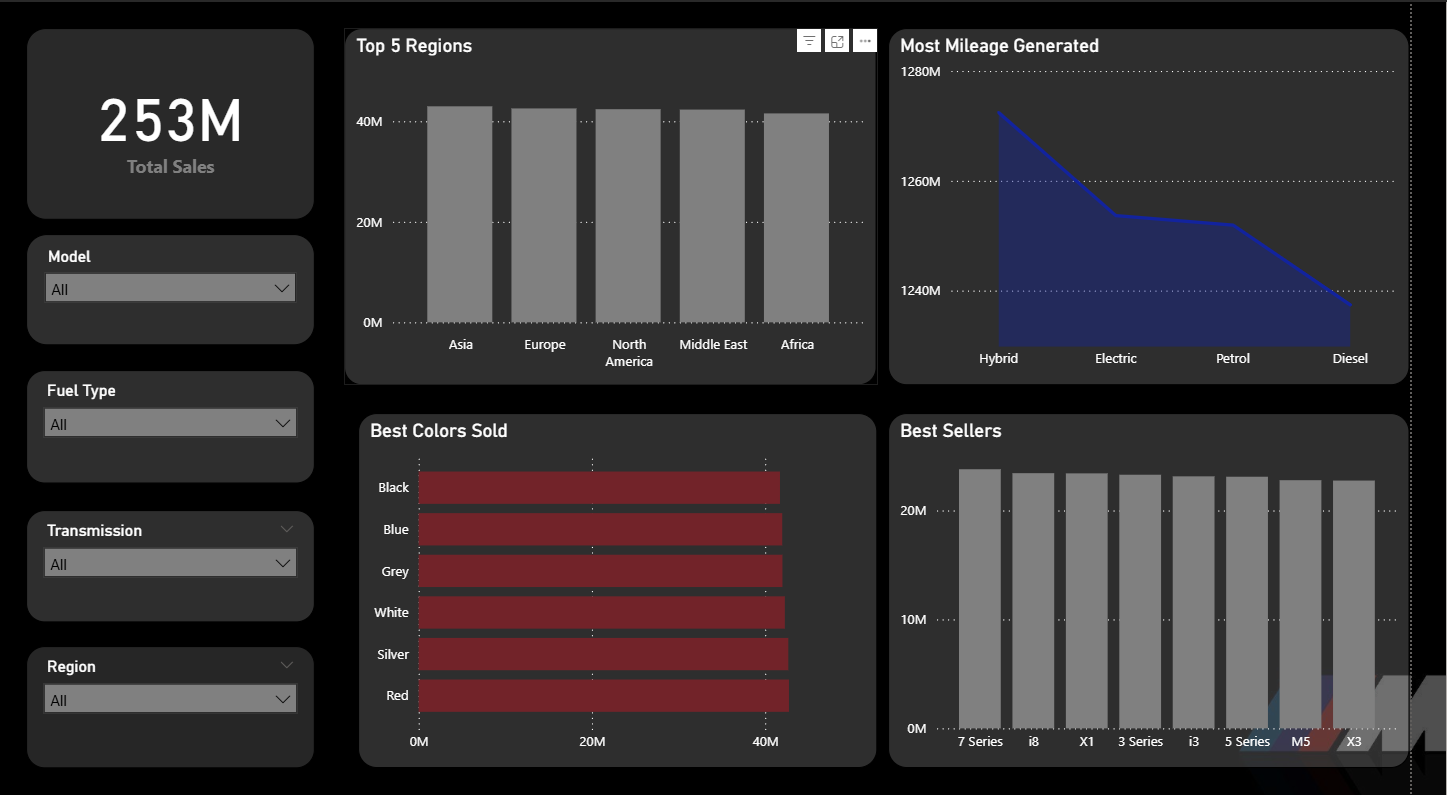 253M
Total Sales
Model
All
Fuel Type
All
Transmission
All
Region
All
Top 5 Regions
40M
20M
0M
Asia
Europe
North
America
Middle East
Africa
Most Mileage Generated
1280M
1260M
1240M
Hybrid
Electric
Petrol
Diesel
Best Colors Sold
Black
Blue
Grey
White
Silver
Red
0M
20M
40M
Best Sellers
20M
10M
0M
7 Series
i8
X1
3 Series
i3
5 Series
M5
X3
M